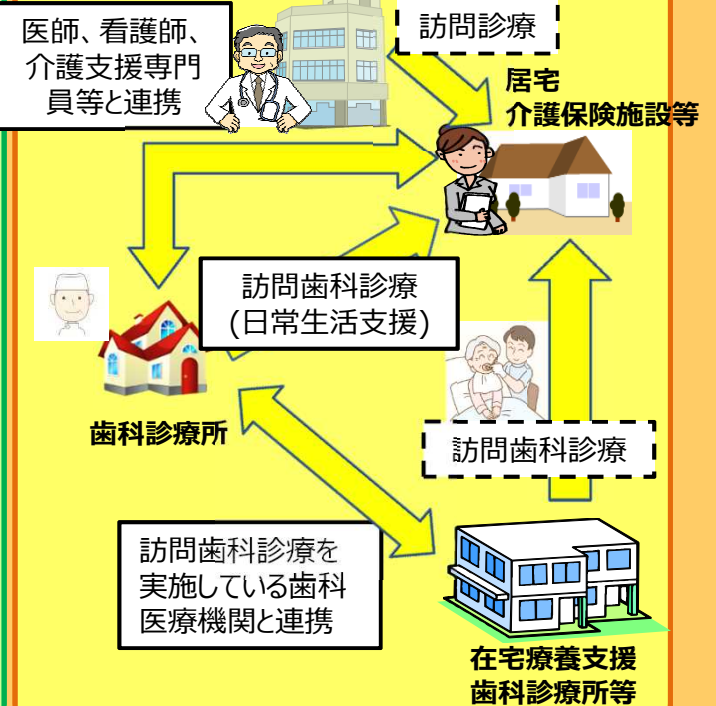 医師、看護師、
介護支援専門
員等と連携
訪問診療
居宅
介護保険施設等
訪問歯科診療
(日常生活支援)
歯科診療所
訪問歯科診療
訪問歯科診療を
実施している歯科
医療機関と連携
在宅療養支援
歯科診療所等